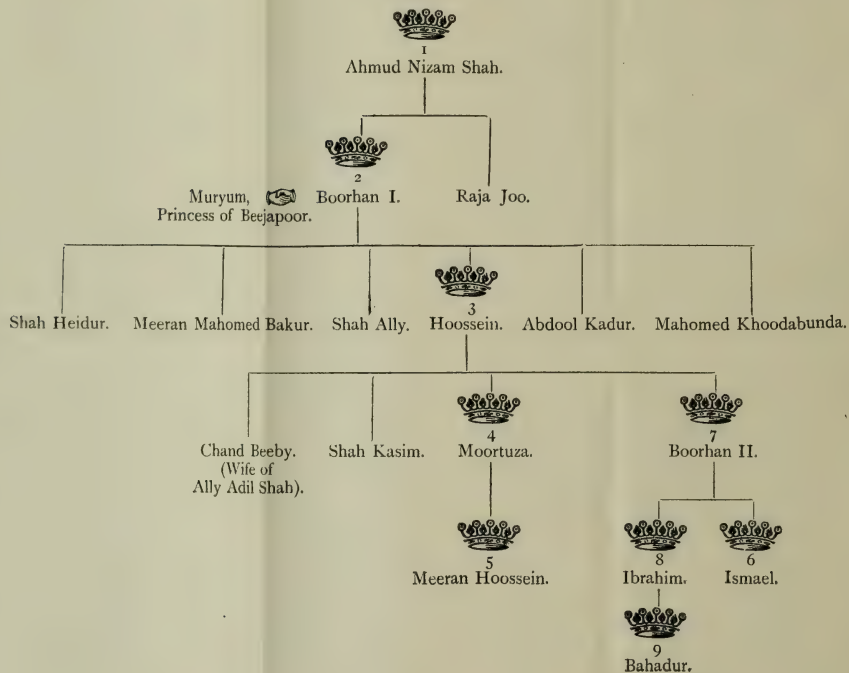 1
Ahmud Nizam Shah.
2
Muryum, Boorhan I. Raja Joo.
Princess of Beejapoor.
3
Shah Heidur. Meeran Mahomed Bakur. Shah Ally. Hoossein. Abdool Kadur. Mahomed Khoodabunda.
4 7
Chand Beeby. Shah Kasim. Moortuza. Boorhan II.
(Wife of
Ally Adil Shah).
5 8 6
Meeran Hoossein. Ibrahim. Ismael.
9
Bahadur.